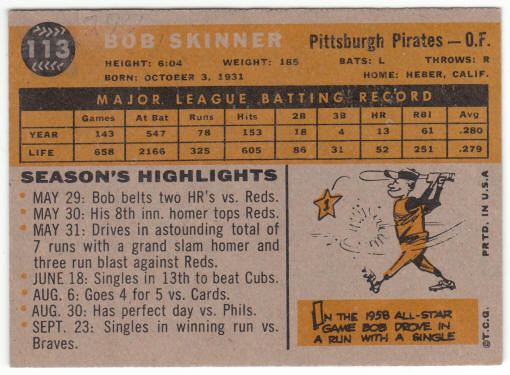 113
BOB SKINNER
Pittsburgh Pirates — O.F.
HEIGHT: 6:04 WEIGHT: 185 BATS: L THROWS: R
BORN: OCTOBER 3, 1931 HOME: HEBER, CALIF.
MAJOR LEAGUE BATTING RECORD
Games At Bat Runs Hits 2B 3B HR RBI Avg
YEAR 143 547 78 153 18 4 13 61 .280
LIFE 658 2166 325 605 86 31 52 251 .279
SEASON'S HIGHLIGHTS
• MAY 29: Bob belts two HR's vs. Reds.
• MAY 30: His 8th inn. homer tops Reds.
• MAY 31: Drives in astounding total of
7 runs with a grand slam homer and
three run blast against Reds.
• JUNE 18: Singles in 13th to beat Cubs.
• AUG. 6: Goes 4 for 5 vs. Cards.
• AUG. 30: Has perfect day vs. Phils.
• SEPT. 23: Singles in winning run vs.
Braves.
1
IN THE 1958 ALL-STAR
GAME BOB DROVE IN
A RUN WITH A SINGLE
©T.C.G. PRTD. IN U.S.A